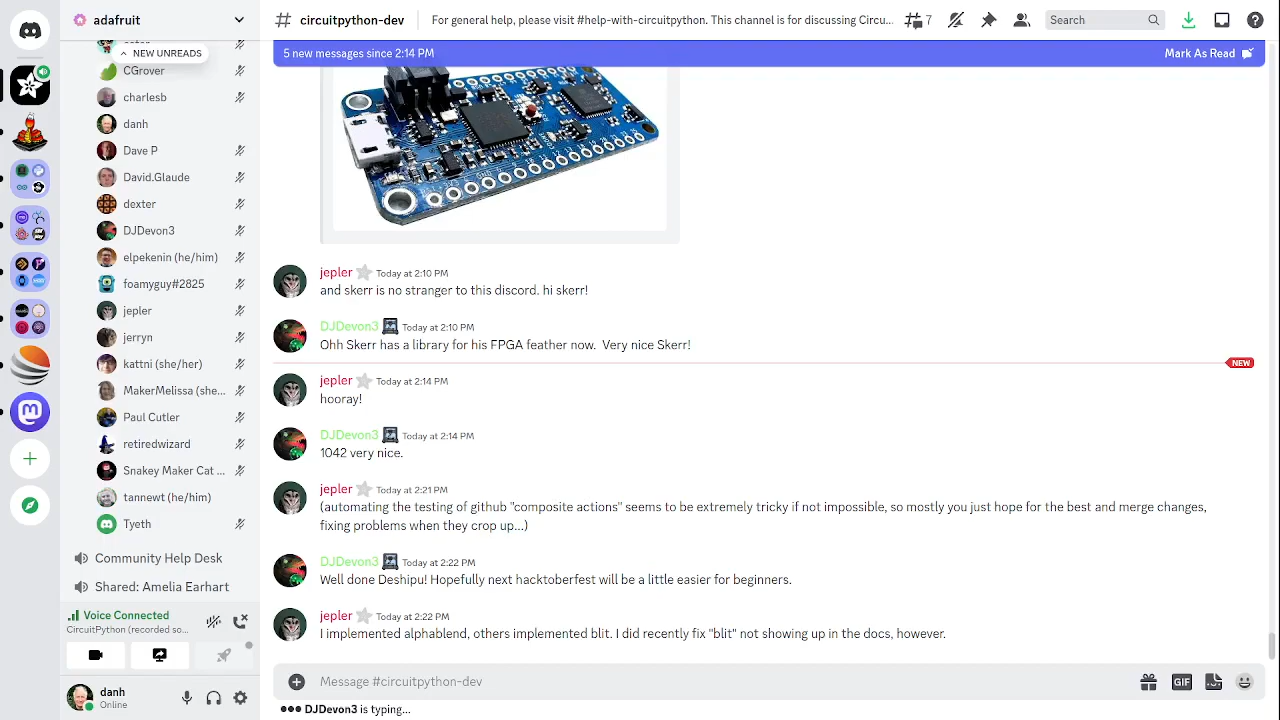 adafruit
NEW UNREADS
CGrover
charlesb
danh
Dave P
David.Glaude
dexter
DJDevon3
elpekenin (he/him)
foamyguy#2825
jepler
jerryn
kattni (she/her)
MakerMelissa (she...
Paul Cutler
retiredwizard
Snakey Maker Cat ...
tannewt (he/him)
Tyeth
Community Help Desk
Shared: Amelia Earhart
Voice Connected
CircuitPython (recorded so...
danh
Online
# circuitpython-dev
For general help, please visit #help-with-circuitpython. This channel is for discussing Circu...
7
Search
5 new messages since 2:14 PM
Mark As Read
jepler Today at 2:10 PM
and skerr is no stranger to this discord. hi skerr!
DJDevon3 Today at 2:10 PM
Ohh Skerr has a library for his FPGA feather now. Very nice Skerr!
NEW
jepler Today at 2:14 PM
hooray!
DJDevon3 Today at 2:14 PM
1042 very nice.
jepler Today at 2:21 PM
(automating the testing of github "composite actions" seems to be extremely tricky if not impossible, so mostly you just hope for the best and merge changes,
fixing problems when they crop up...)
DJDevon3 Today at 2:22 PM
Well done Deshipu! Hopefully next hacktoberfest will be a little easier for beginners.
jepler Today at 2:22 PM
I implemented alphablend, others implemented blit. I did recently fix "blit" not showing up in the docs, however.
Message #circuitpython-dev
GIF
DJDevon3 is typing...